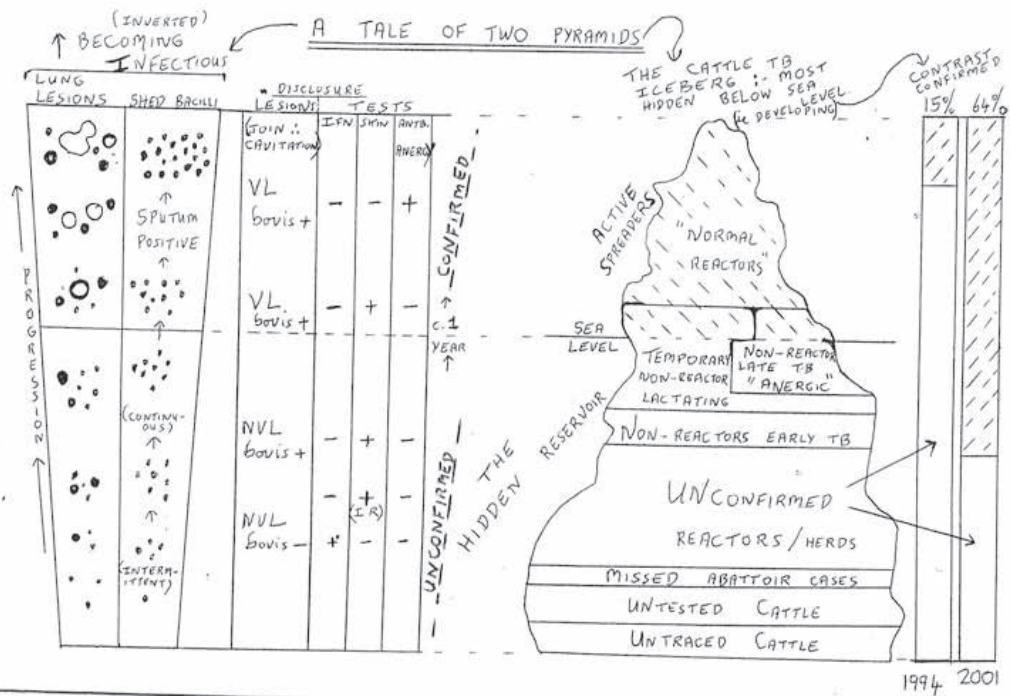 A TALE OF TWO PYRAMIDS
(INVERTED)
BECOMING
INFECTIOUS
LUNG
LESIONS
SHED BACILLI
DISCLURE
LESIONS
TESTS
IFN
SKIN
ANTB.
(JOIN :
CAVITATION)
ANERGY
VL
bovis +
- - +
SPUTUM
POSITIVE
VL.
bovis +
- + -
PROGRESSION
(CONTINU-
OUS)
NVL
bovis +
- + -
- + -
(IR)
NVL
bovis -
+ - -
(INTERM-
ITTENT)
CONFIRMED
c.1
YEAR
UNCONFIRMED
THE CATTLE TB
ICEBERG :- MOST
HIDDEN BELOW SEA
LEVEL.
(ie DEVELOPING)
ACTIVE
SPREADERS
"NORMAL
REACTORS"
SEA
LEVEL
THE
HIDDEN
RESERVOIR
TEMPORARY
NON-REACTOR
LACTATING
NON-REACTOR
LATE TB
"ANERGIC"
NON-REACTORS EARLY TB
UNCONFIRMED
REACTORS/HERDS
MISSED ABATTOIR CASES
UNTESTED CATTLE
UNTRACED CATTLE
CONTRAST
CONFIRMED
15% 64%
1994 2001